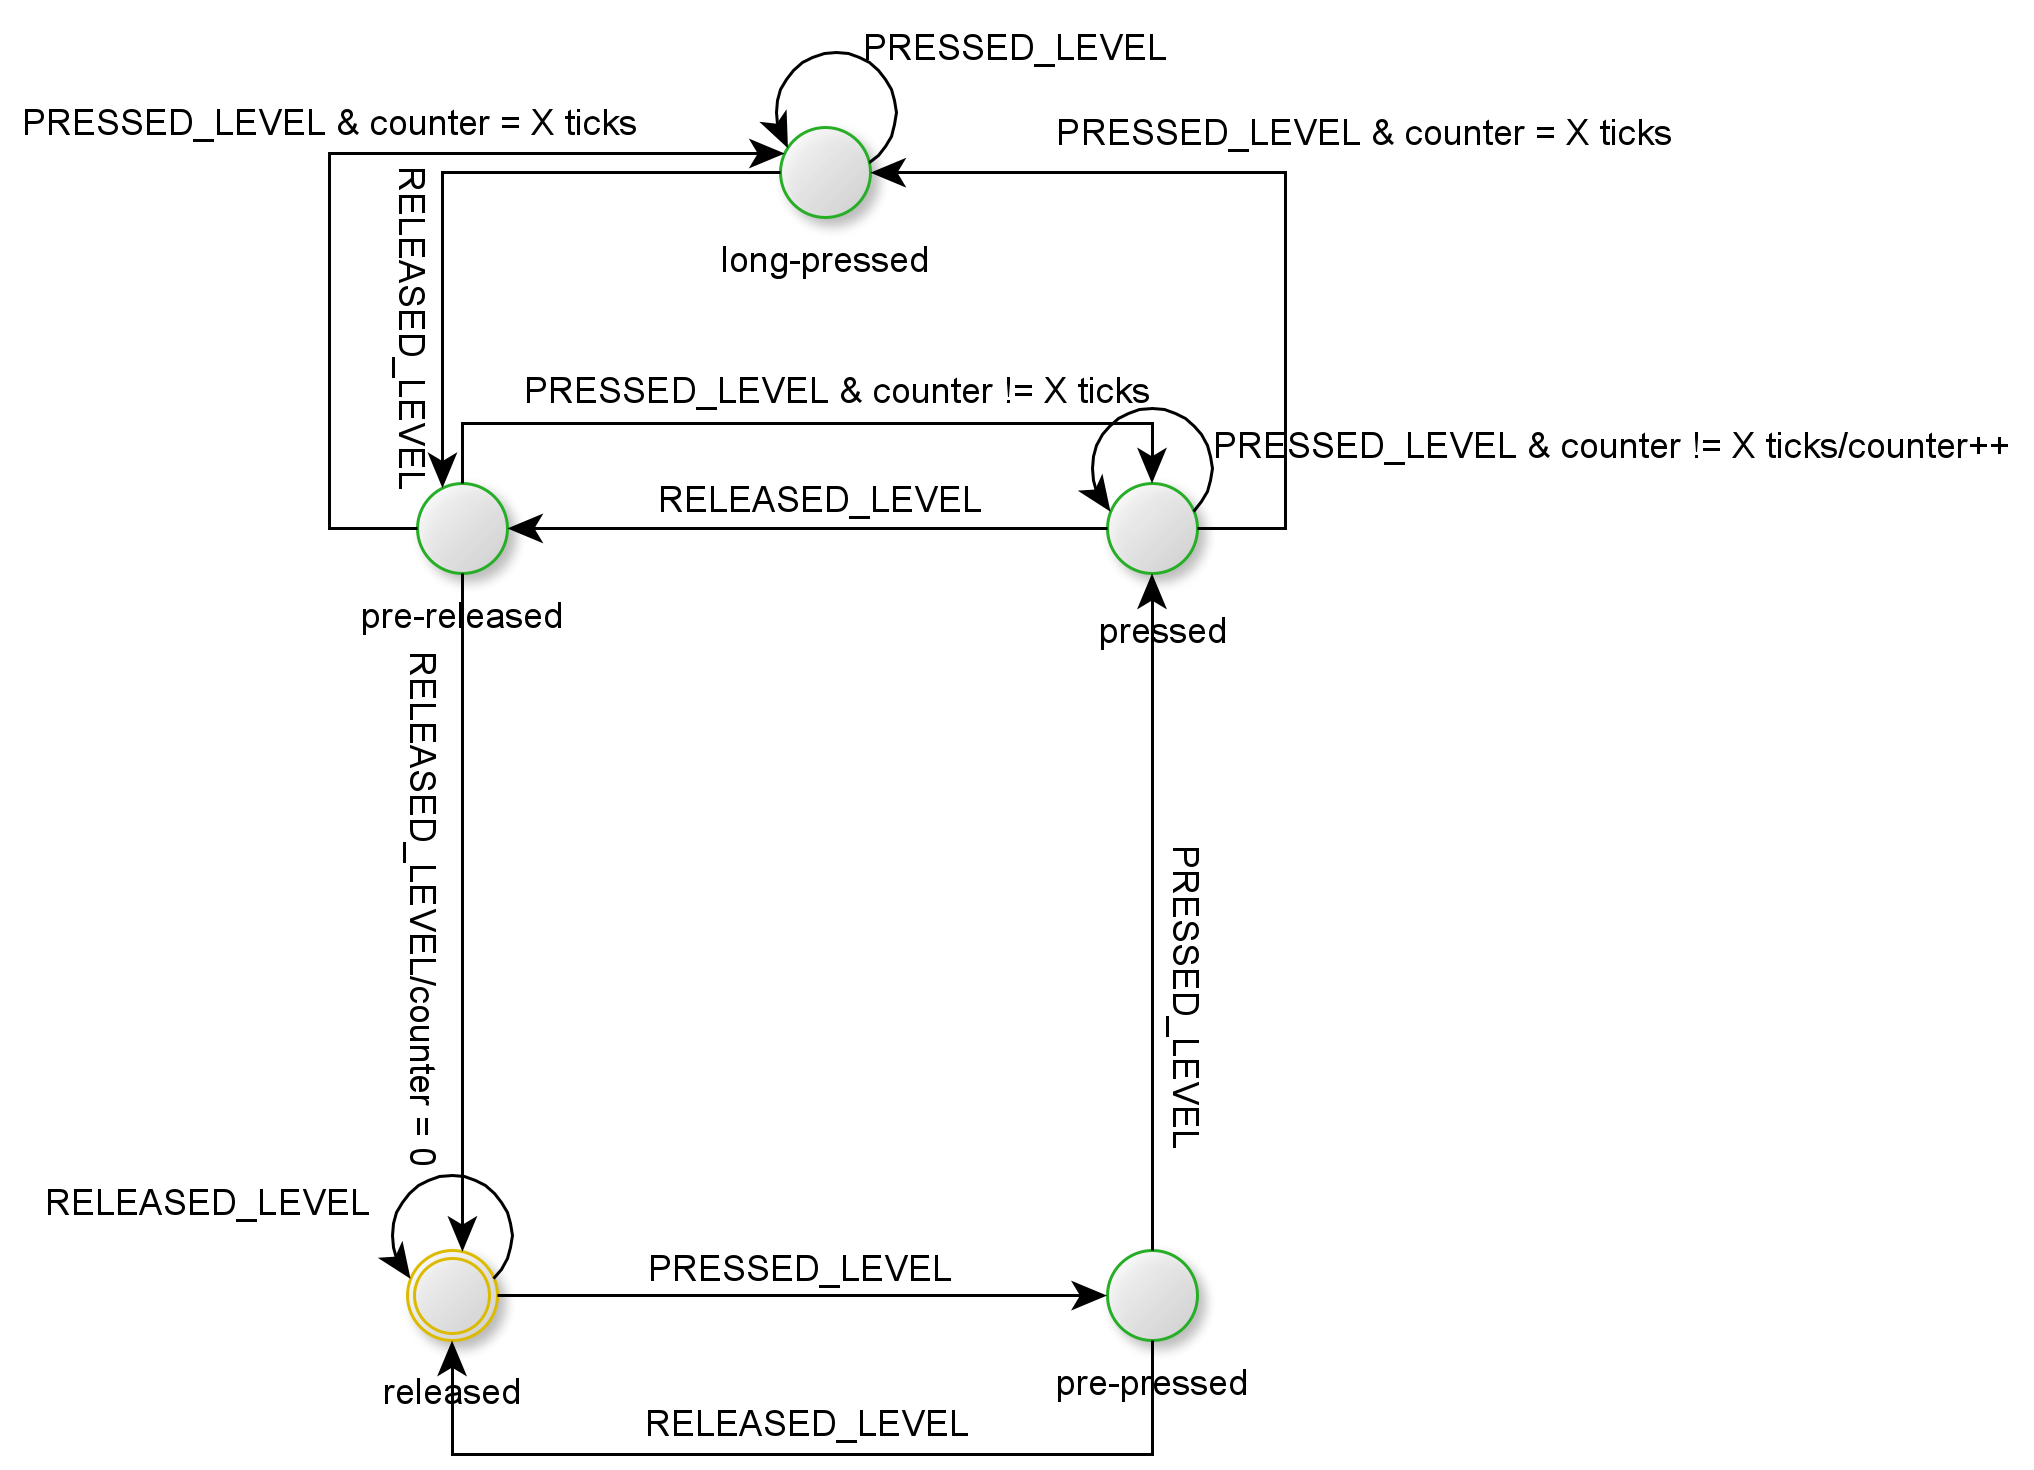 PRESSED_LEVEL
PRESSED_LEVEL & counter = X ticks
PRESSED_LEVEL & counter = X ticks
RELEASED_LEVEL
long-pressed
PRESSED_LEVEL & counter != X ticks
PRESSED_LEVEL & counter != X ticks/counter++
RELEASED_LEVEL
pre-released
pressed
RELEASED_LEVEL/counter = 0
PRESSED_LEVEL
RELEASED_LEVEL
PRESSED_LEVEL
released
pre-pressed
RELEASED_LEVEL